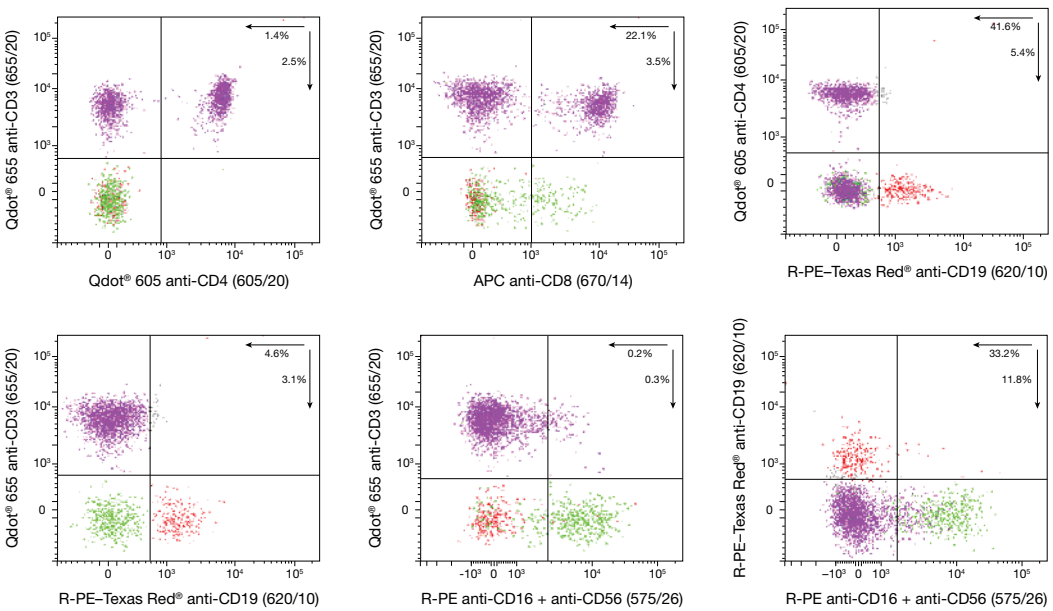 Qdot® 655 anti-CD3 (655/20)
10⁵
10⁴
10³
0
1.4%
2.5%
0 10³ 10⁴ 10⁵
Qdot® 605 anti-CD4 (605/20)
Qdot® 655 anti-CD3 (655/20)
10⁵
10⁴
10³
0
22.1%
3.5%
0 10³ 10⁴ 10⁵
APC anti-CD8 (670/14)
Qdot® 605 anti-CD4 (605/20)
10⁵
10⁴
10³
0
41.6%
5.4%
0 10³ 10⁴ 10⁵
R-PE–Texas Red® anti-CD19 (620/10)
Qdot® 655 anti-CD3 (655/20)
10⁵
10⁴
10³
0
4.6%
3.1%
0 10³ 10⁴ 10⁵
R-PE–Texas Red® anti-CD19 (620/10)
Qdot® 655 anti-CD3 (655/20)
10⁵
10⁴
10³
0
0.2%
0.3%
–10³ 0 10³ 10⁴ 10⁵
R-PE anti-CD16 + anti-CD56 (575/26)
R-PE–Texas Red® anti-CD19 (620/10)
10⁵
10⁴
10³
0
33.2%
11.8%
–10³ 0 10³ 10⁴ 10⁵
R-PE anti-CD16 + anti-CD56 (575/26)